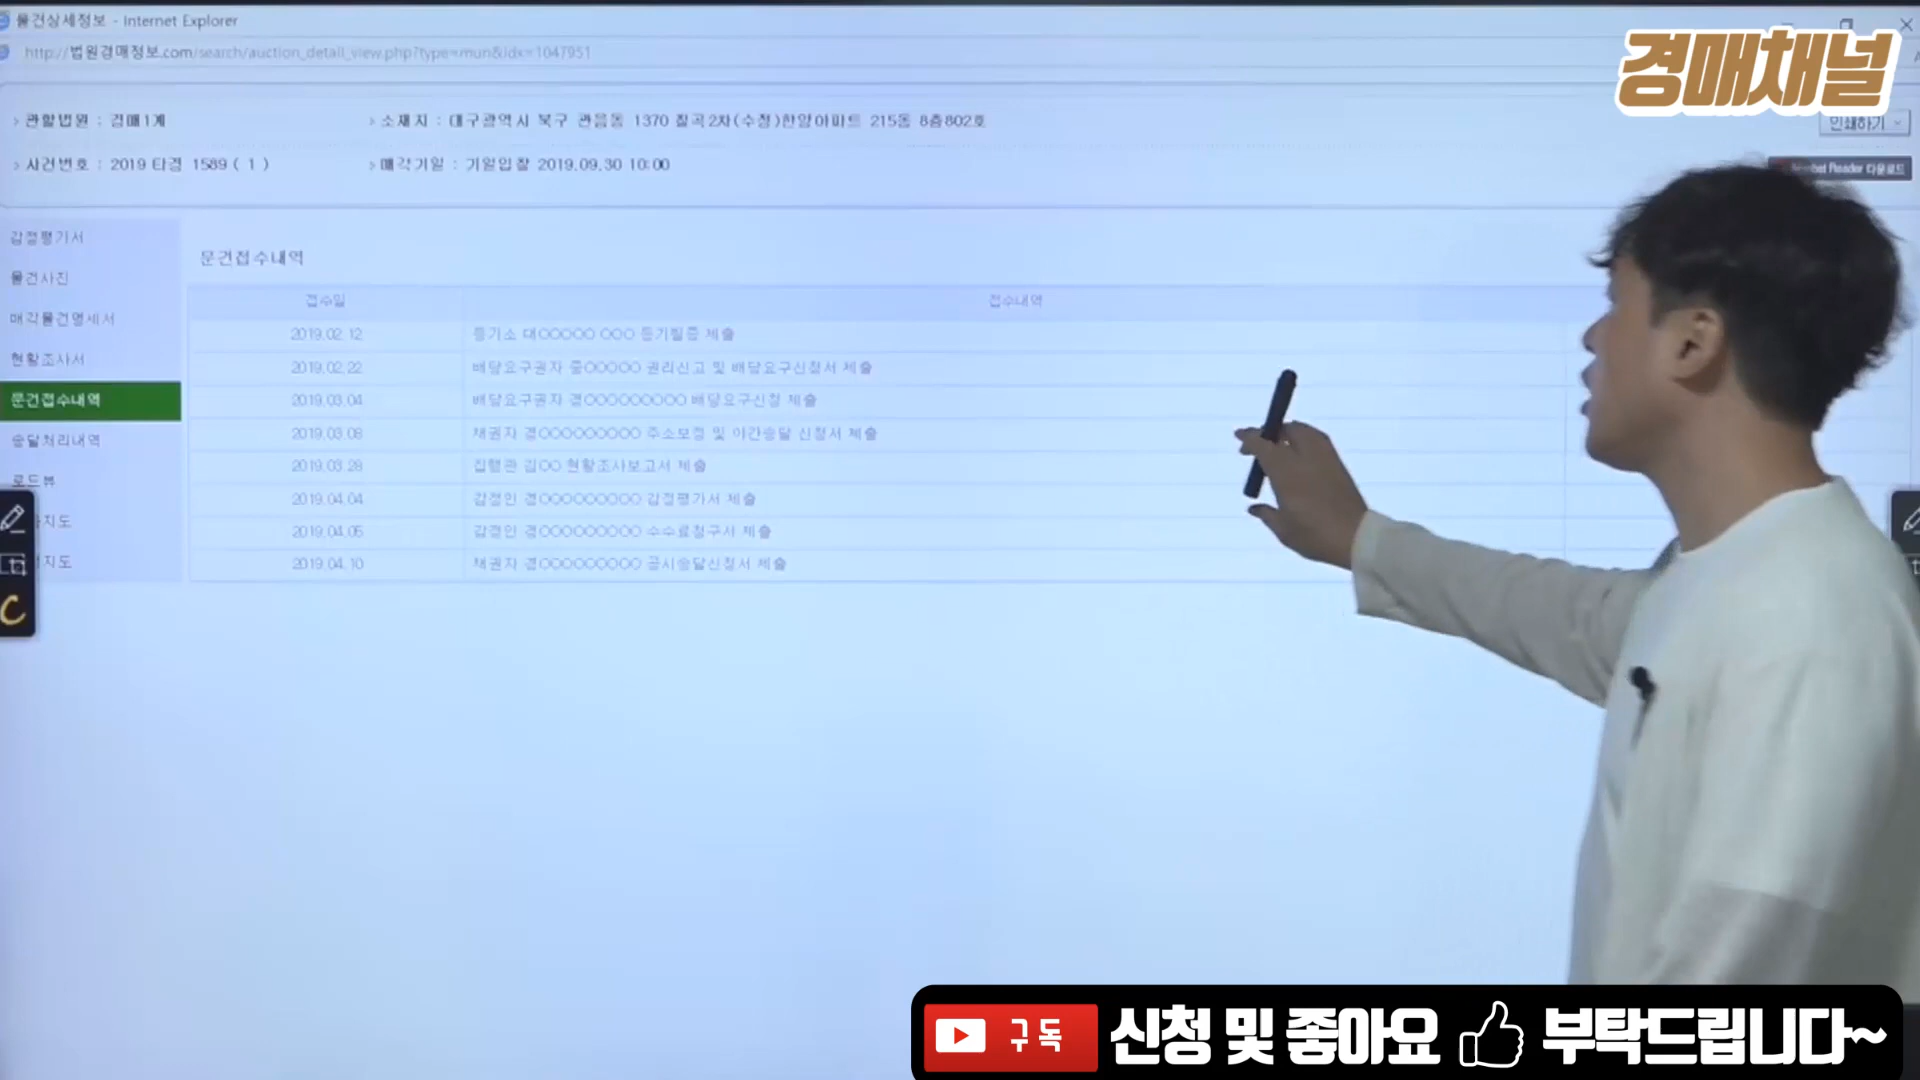 물건상세정보 - Internet Explorer
http://법원경매정보.com/search/auction_detail_view.php?type=mun&idx=1047951
경매채널
› 관할법원 : 경매1계
› 소재지 : 대구광역시 북구 관음동 1370 칠곡2차(수정)한양아파트 215동 8층802호
인쇄하기
› 사건번호 : 2019 타경 1589 ( 1 )
› 매각기일 : 기일입찰 2019.09.30 10:00
Reader 다운로드
감정평가서
물건사진
매각물건명세서
현황조사서
문건접수내역
송달처리내역
로드뷰
지도
지도
문건접수내역
접수일 접수내역
2019.02.12 등기소 대OOOOO OOO 등기필증 제출
2019.02.22 배당요구권자 중OOOOO 권리신고 및 배당요구신청서 제출
2019.03.04 배당요구권자 경OOOOOOOOO 배당요구신청 제출
2019.03.08 채권자 경OOOOOOOOO 주소보정 및 야간송달 신청서 제출
2019.03.28 집행관 김OO 현황조사보고서 제출
2019.04.04 감정인 경OOOOOOOOO 감정평가서 제출
2019.04.05 감정인 경OOOOOOOOO 수수료청구서 제출
2019.04.10 채권자 경OOOOOOOOO 공시송달신청서 제출
구독 신청 및 좋아요 부탁드립니다~